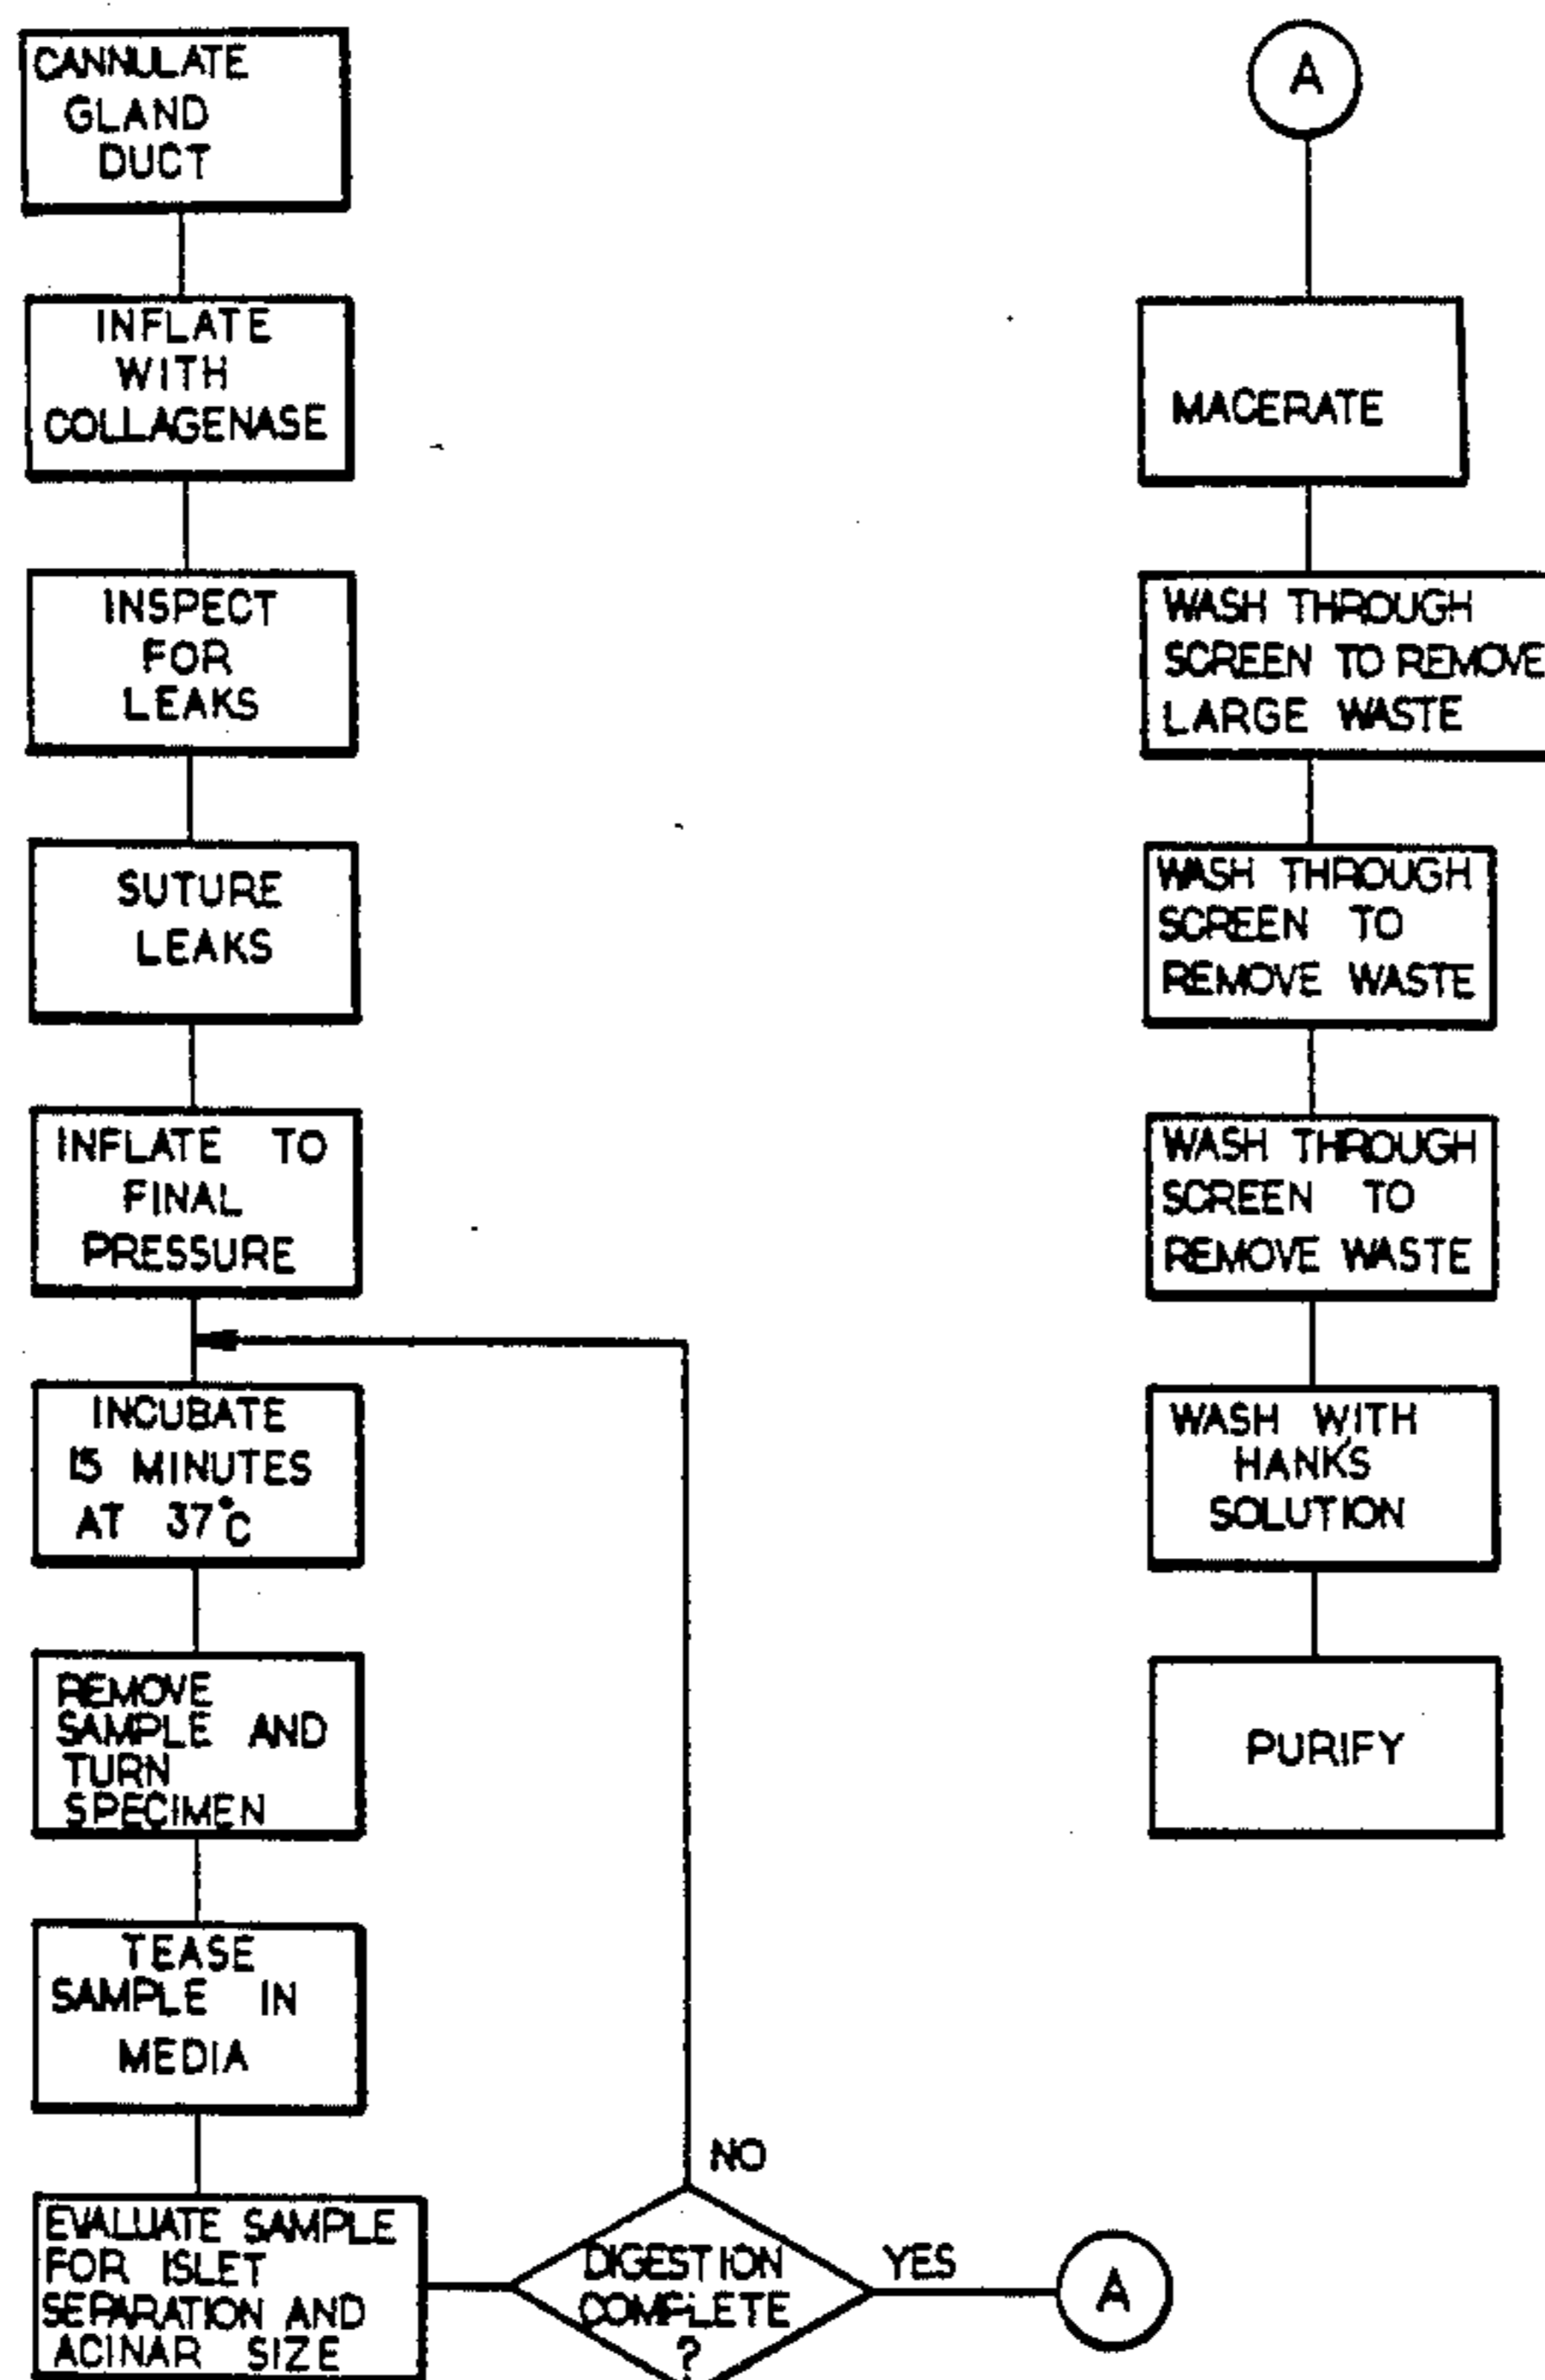 CANNULATE
GLAND
DUCT
INFLATE
WITH
COLLAGENASE
INSPECT
FOR
LEAKS
SUTURE
LEAKS
INFLATE TO
FINAL
PRESSURE
INCUBATE
15 MINUTES
AT 37°C
REMOVE
SAMPLE AND
TURN
SPECIMEN
TEASE
SAMPLE IN
MEDIA
EVALUATE SAMPLE
FOR ISLET
SEPARATION AND
ACINAR SIZE
DIGESTION
COMPLETE
?
NO
YES
A
A
MACERATE
WASH THROUGH
SCREEN TO REMOVE
LARGE WASTE
WASH THROUGH
SCREEN TO
REMOVE WASTE
WASH THROUGH
SCREEN TO
REMOVE WASTE
WASH WITH
HANK'S
SOLUTION
PURIFY